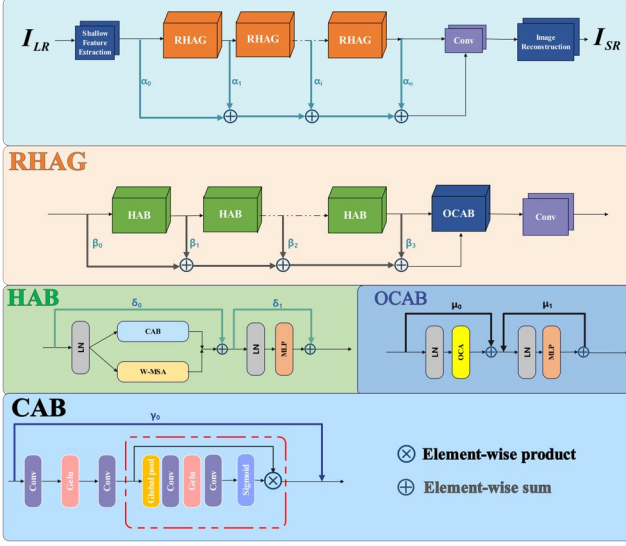 I_LR
Shallow
Feature
Extraction
RHAG
RHAG
RHAG
Conv
Image
Reconstruction
I_SR
α₀
α₁
αᵢ
αₙ
RHAG
HAB
HAB
HAB
OCAB
Conv
β₀
β₁
β₂
β₃
HAB
δ₀
δ₁
LN
CAB
W-MSA
LN
MLP
OCAB
μ₀
μ₁
LN
OCA
LN
MLP
CAB
γ₀
Conv
Gelu
Conv
Global pool
Conv
Gelu
Conv
Sigmoid
Element-wise product
Element-wise sum